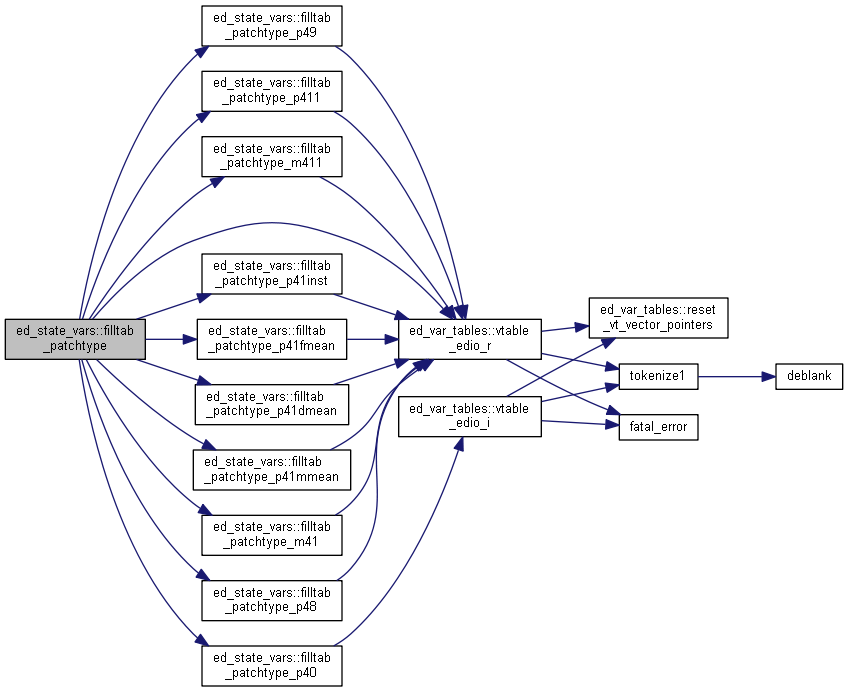 ed_state_vars::filltab
_patchtype_p49
ed_state_vars::filltab
_patchtype_p411
ed_state_vars::filltab
_patchtype_m411
ed_state_vars::filltab
_patchtype_p41inst
ed_var_tables::reset
_vt_vector_pointers
ed_state_vars::filltab
_patchtype
ed_state_vars::filltab
_patchtype_p41fmean
ed_var_tables::vtable
_edio_r
tokenize1
deblank
ed_state_vars::filltab
_patchtype_p41dmean
ed_var_tables::vtable
_edio_i
fatal_error
ed_state_vars::filltab
_patchtype_p41mmean
ed_state_vars::filltab
_patchtype_m41
ed_state_vars::filltab
_patchtype_p48
ed_state_vars::filltab
_patchtype_p40